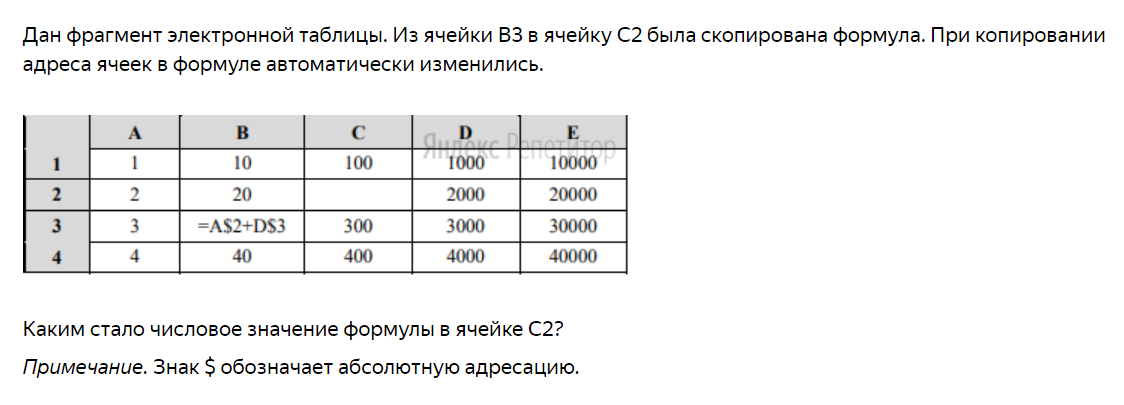 Дан фрагмент электронной таблицы. Из ячейки B3 в ячейку C2 была скопирована формула. При копировании
адреса ячеек в формуле автоматически изменились.
A B C D E
Яндекс Репетитор
1 1 10 100 1000 10000
2 2 20 2000 20000
3 3 =A$2+D$3 300 3000 30000
4 4 40 400 4000 40000
Каким стало числовое значение формулы в ячейке C2?
Примечание. Знак $ обозначает абсолютную адресацию.